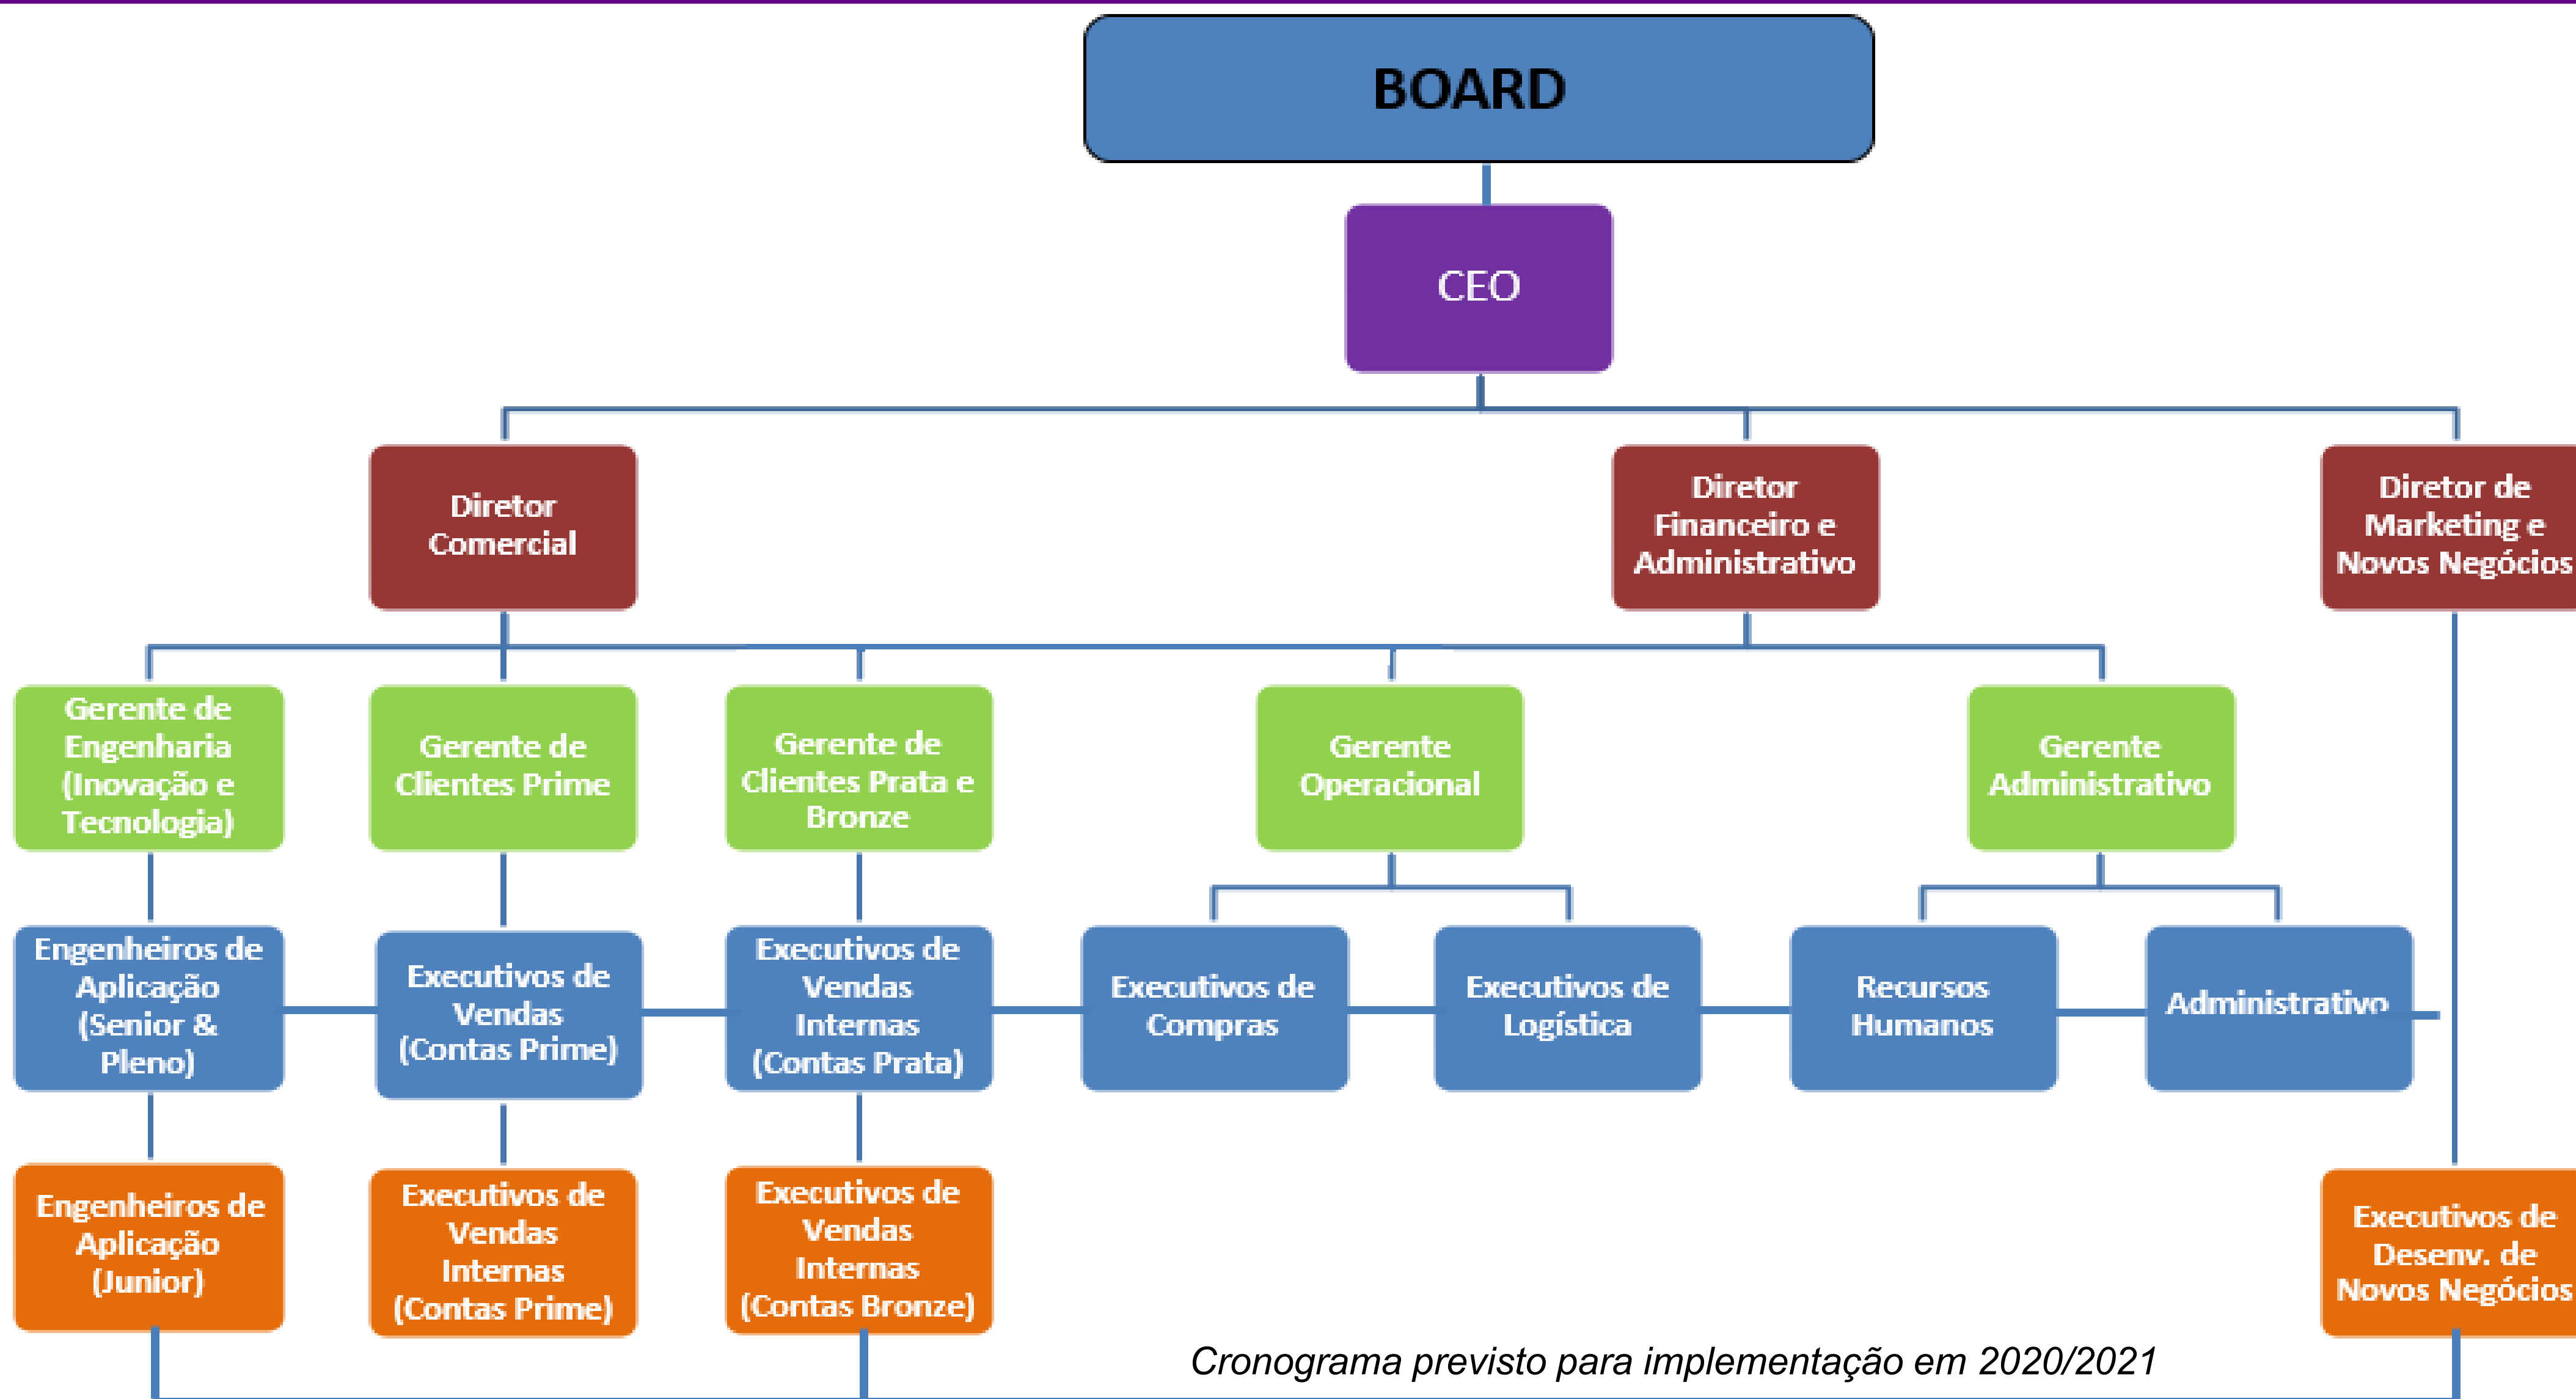 BOARD
CEO
Diretor
Comercial
Diretor
Financeiro e
Administrativo
Diretor de
Marketing e
Novos Negócios
Gerente de
Engenharia
(Inovação e
Tecnologia)
Gerente de
Clientes Prime
Gerente de
Clientes Prata e
Bronze
Gerente
Operacional
Gerente
Administrativo
Engenheiros de
Aplicação
(Senior &
Pleno)
Executivos de
Vendas
(Contas Prime)
Executivos de
Vendas
Internas
(Contas Prata)
Executivos de
Compras
Executivos de
Logística
Recursos
Humanos
Administrativo
Engenheiros de
Aplicação
(Junior)
Executivos de
Vendas
Internas
(Contas Prime)
Executivos de
Vendas
Internas
(Contas Bronze)
Executivos de
Desenv. de
Novos Negócios
Cronograma previsto para implementação em 2020/2021